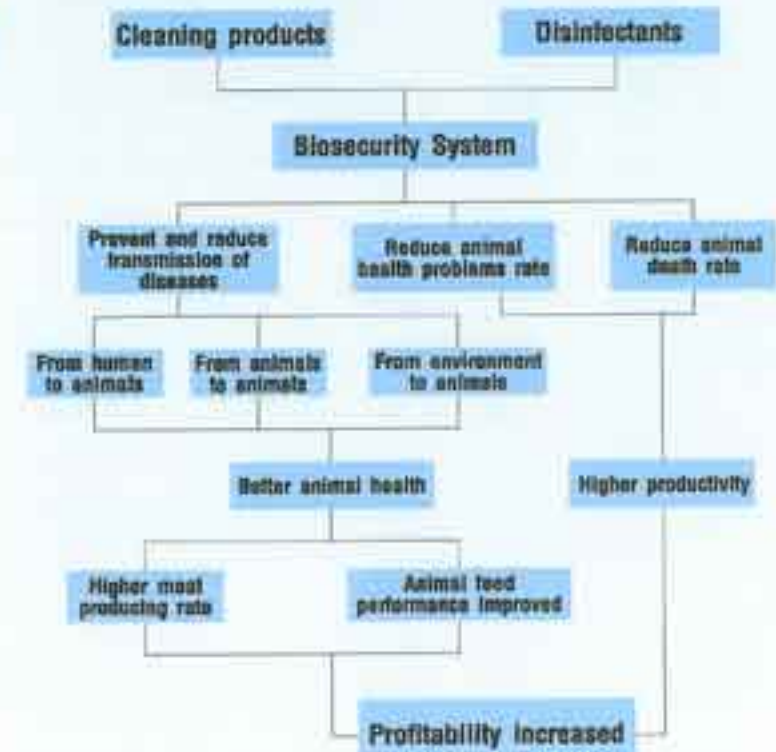 Cleaning products
Disinfectants
Biosecurity System
Prevent and reduce
transmission of
diseases
Reduce animal
health problems rate
Reduce animal
death rate
From human
to animals
From animals
to animals
From environment
to animals
Better animal health
Higher productivity
Higher meat
producing rate
Animal feed
performance improved
Profitability increased